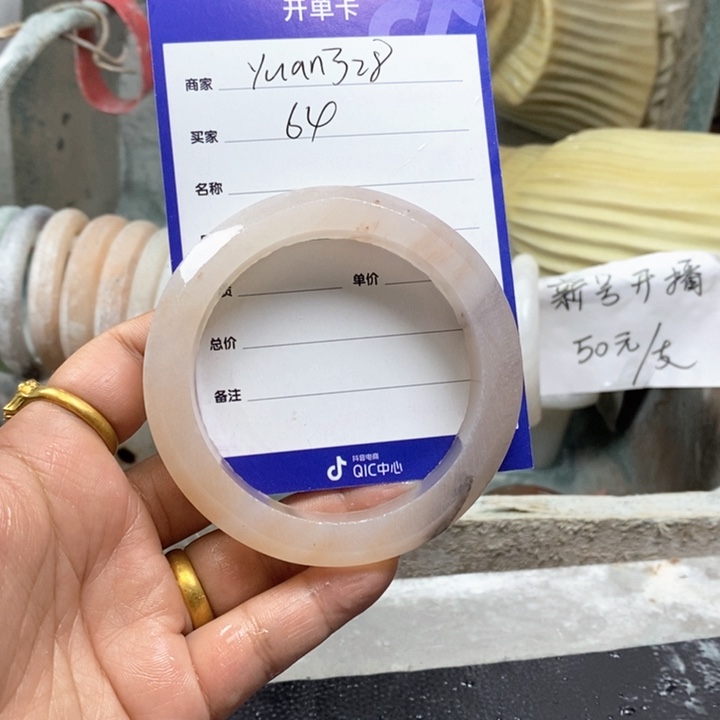 开单卡
商家 yuan328
买家 64
名称
单价
总价
备注
抖音电商
QIC中心
新号开播
50元/支